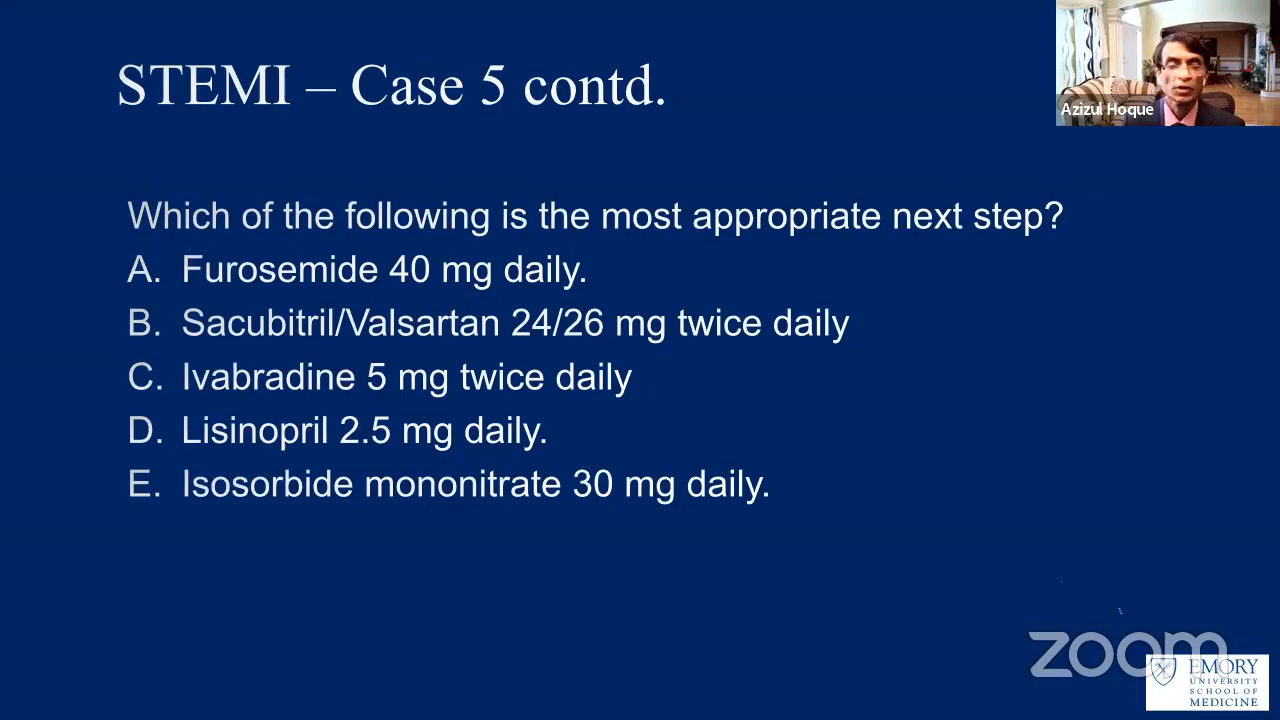 STEMI – Case 5 contd.
Azizul Hoque
Which of the following is the most appropriate next step?
A. Furosemide 40 mg daily.
B. Sacubitril/Valsartan 24/26 mg twice daily
C. Ivabradine 5 mg twice daily
D. Lisinopril 2.5 mg daily.
E. Isosorbide mononitrate 30 mg daily.
zoom
EMORY
UNIVERSITY
SCHOOL OF
MEDICINE